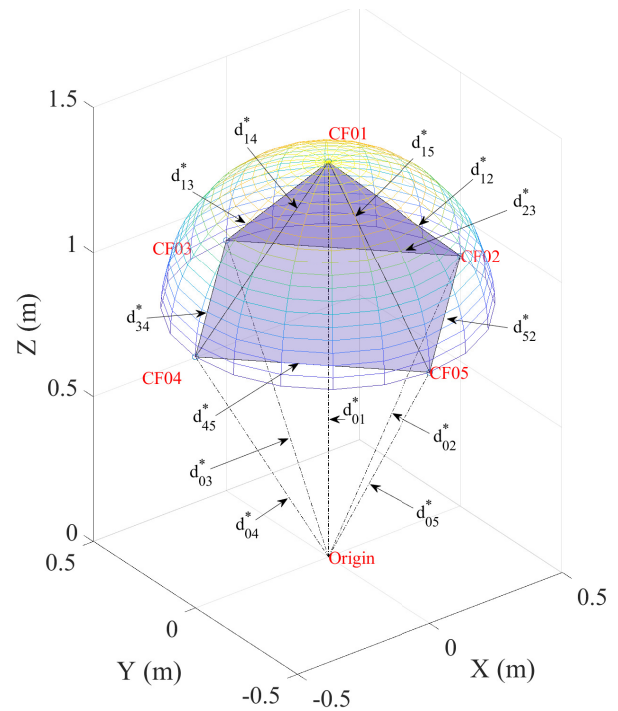 1.5
CF01
d*14
d*15
d*13
d*12
d*23
1
CF03
CF02
Z (m)
d*34
d*52
CF04
CF05
0.5
d*45
d*01
d*02
d*03
d*04
d*05
0
Origin
0.5
0.5
0
0
Y (m)
X (m)
-0.5
-0.5